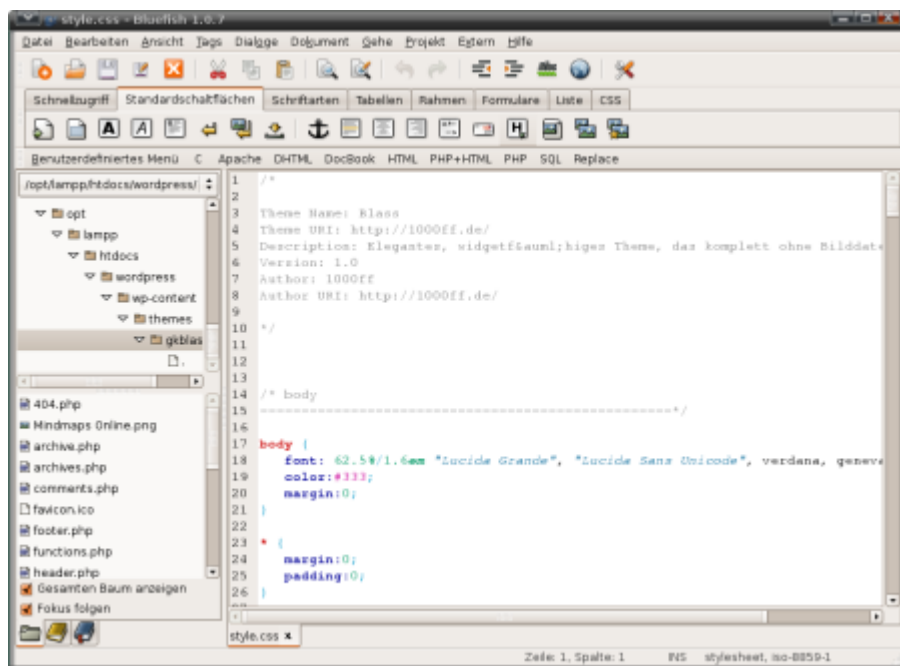 style.css - Bluefish 1.0.7
Datei Bearbeiten Ansicht Tags Dialoge Dokument Gehe Projekt Extern Hilfe
Schnellzugriff Standardschaltflächen Schriftarten Tabellen Rahmen Formulare Liste CSS
Benutzerdefiniertes Menü C Apache DHTML DocBook HTML PHP+HTML PHP SQL Replace
/opt/lampp/htdocs/wordpress/
opt
lampp
htdocs
wordpress
wp-content
themes
gkblas
.
404.php
Mindmaps Online.png
archive.php
archives.php
comments.php
favicon.ico
footer.php
functions.php
header.php
Gesamten Baum anzeigen
Fokus folgen
1 /*
2
3 Theme Name: Blass
4 Theme URI: http://1000ff.de/
5 Description: Elegantes, widgetf&auml;higes Theme, das komplett ohne Bilddate
6 Version: 1.0
7 Author: 1000ff
8 Author URI: http://1000ff.de/
9
10 */
11
12
13
14 /* body
15 ==================================================*/
16
17 body {
18 font: 62.5%/1.6em "Lucida Grande", "Lucida Sans Unicode", verdana, geneva
19 color:#333;
20 margin:0;
21 }
22
23 * {
24 margin:0;
25 padding:0;
26 }
style.css x
Zeile: 1, Spalte: 1 INS stylesheet, iso-8859-1